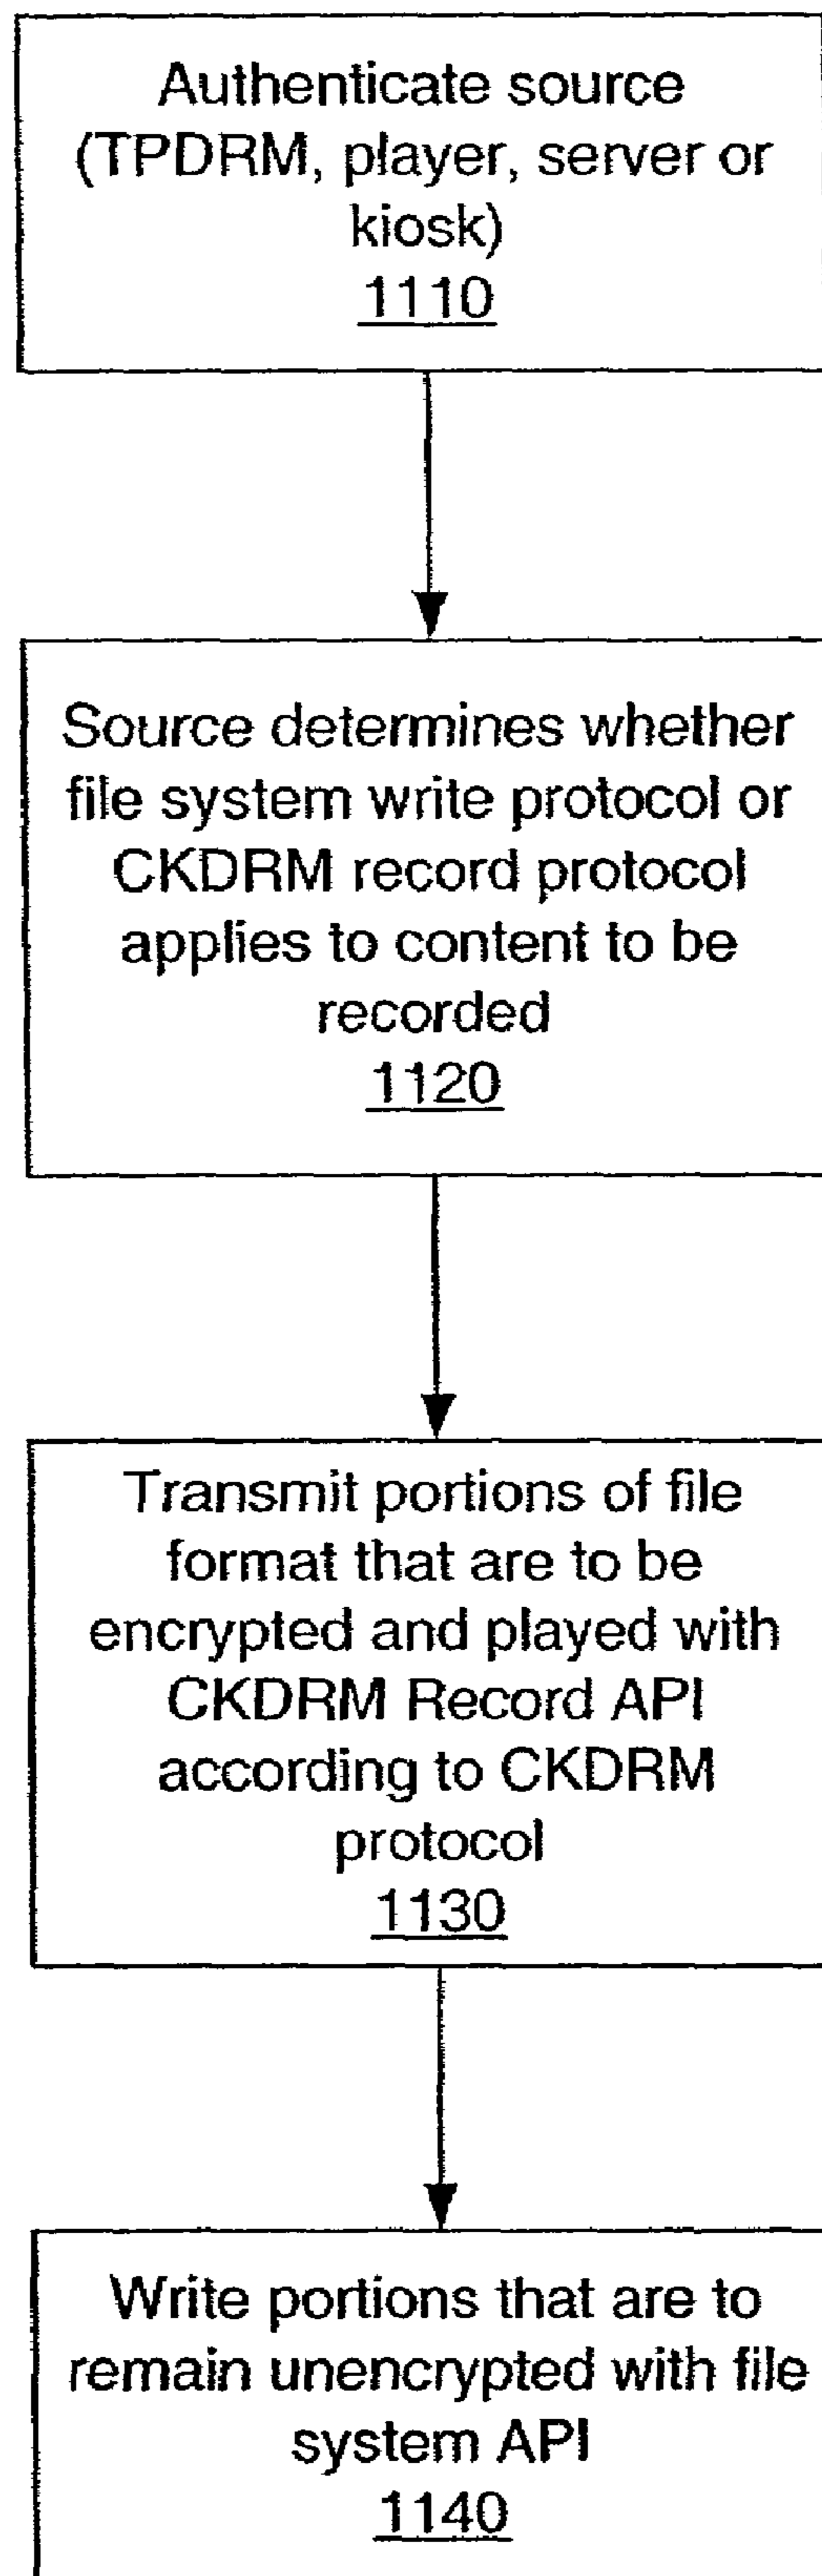 Authenticate source
(TPDRM, player, server or
kiosk)
1110
Source determines whether
file system write protocol or
CKDRM record protocol
applies to content to be
recorded
1120
Transmit portions of file
format that are to be
encrypted and played with
CKDRM Record API
according to CKDRM
protocol
1130
Write portions that are to
remain unencrypted with file
system API
1140